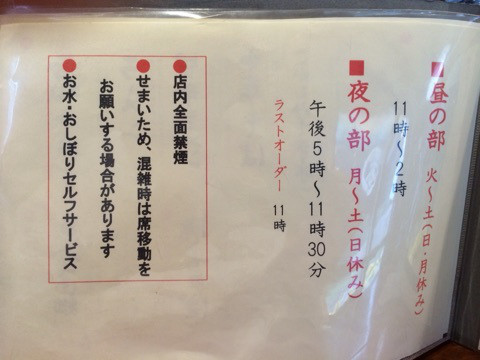 ■昼の部 火〜土(日・月休み)
11時〜2時
■夜の部 月〜土(日休み)
午後5時〜11時30分
ラストオーダー 11時
●店内全面禁煙
●せまいため、混雑時は席移動を
お願いする場合があります
●お水・おしぼりセルフサービス